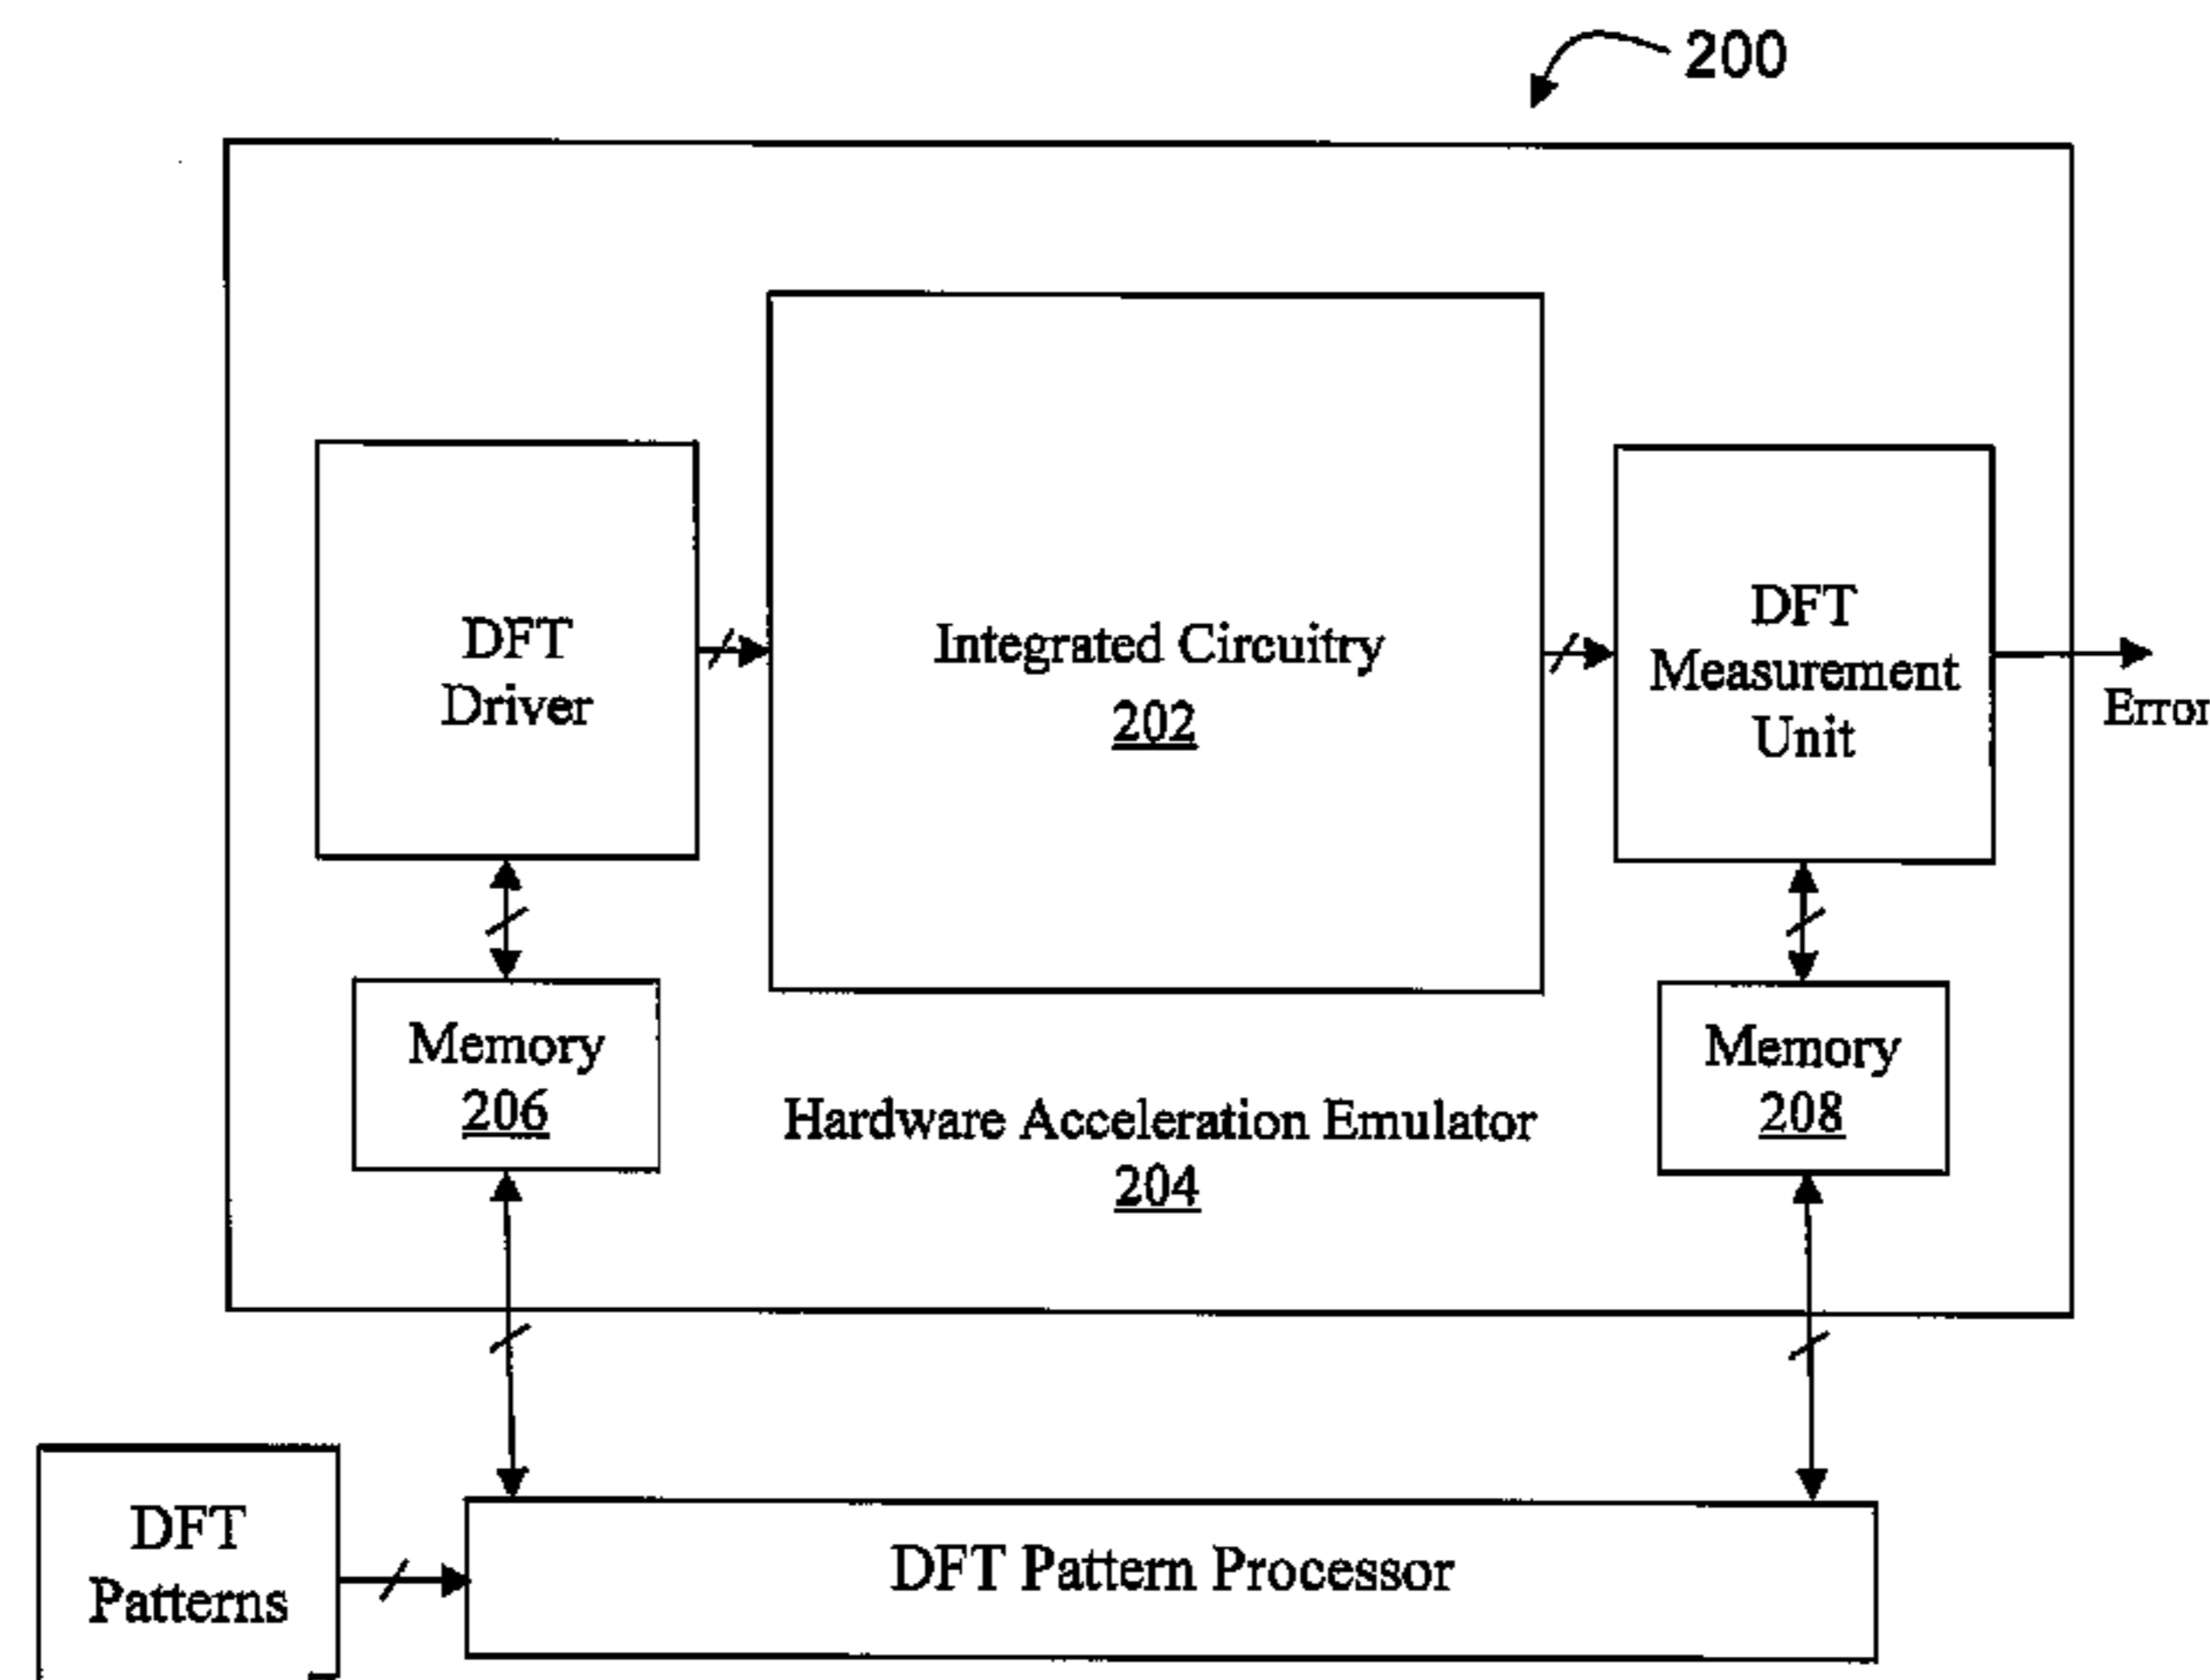 200
DFT
Driver
Integrated Circuitry
202
DFT
Measurement
Unit
Error
Memory
206
Hardware Acceleration Emulator
204
Memory
208
DFT
Patterns
DFT Pattern Processor